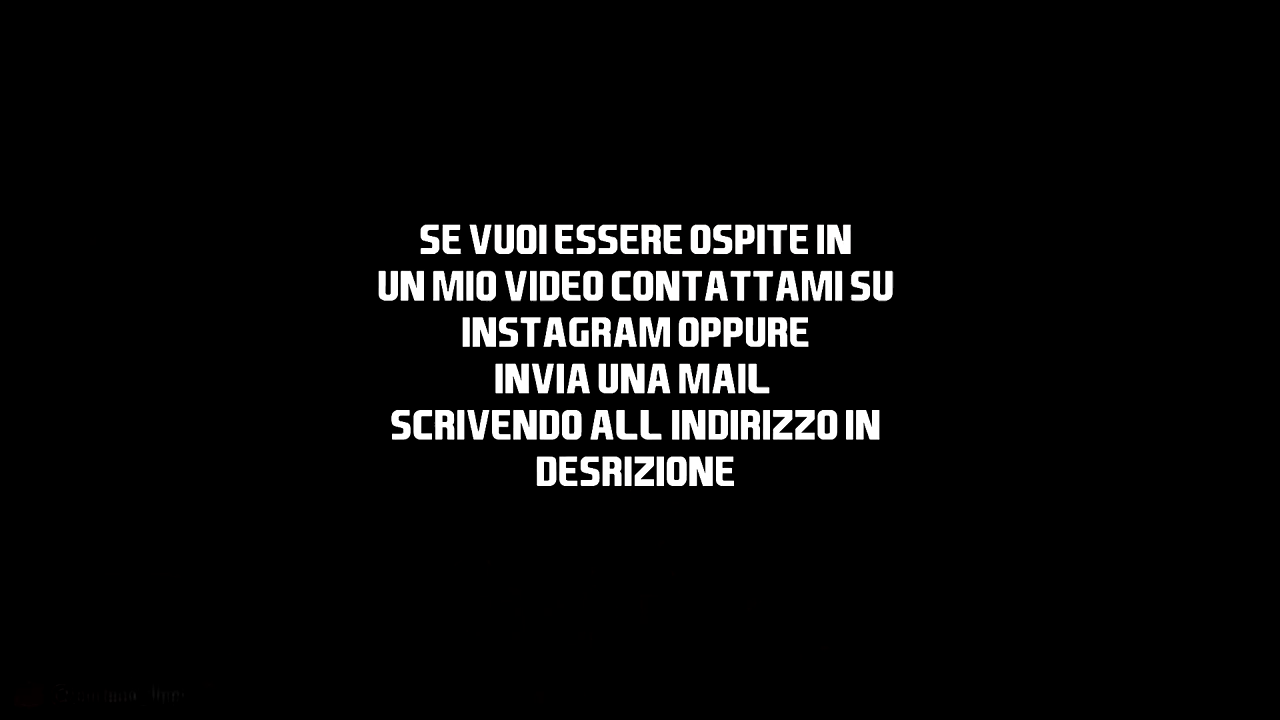 SE VUOI ESSERE OSPITE IN
UN MIO VIDEO CONTATTAMI SU
INSTAGRAM OPPURE
INVIA UNA MAIL
SCRIVENDO ALL INDIRIZZO IN
DESRIZIONE